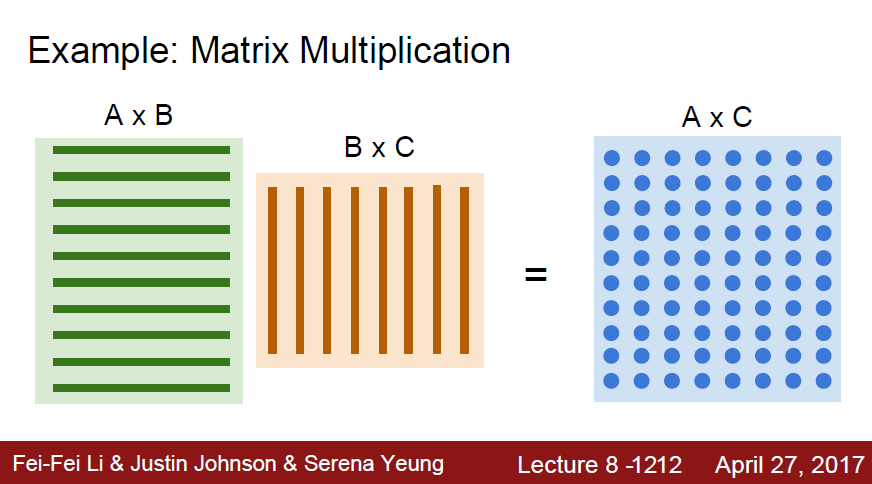 Example: Matrix Multiplication
A x B
B x C
A x C
=
Fei-Fei Li & Justin Johnson & Serena Yeung
Lecture 8 -1212
April 27, 2017